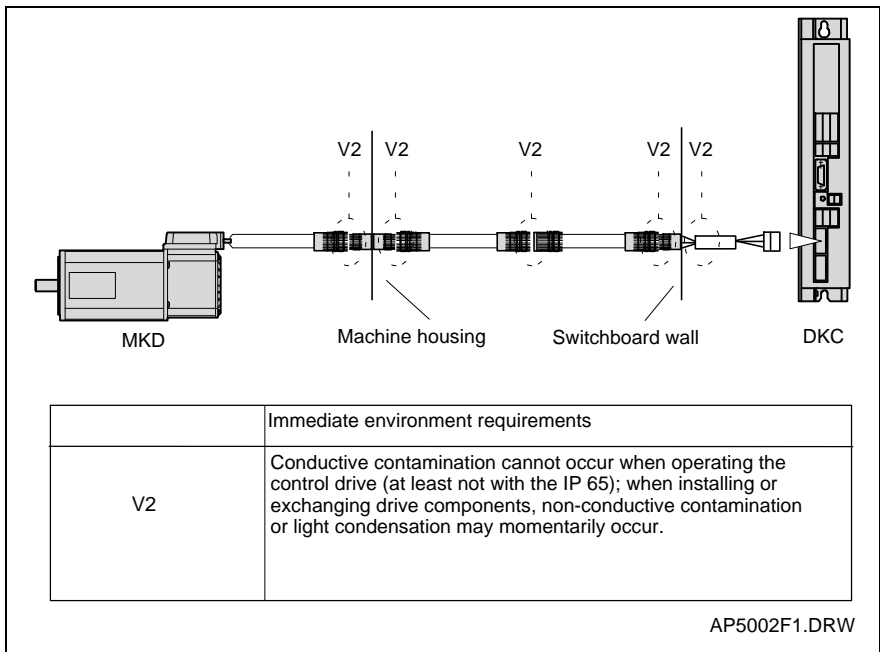 V2 V2 V2 V2 V2
Machine housing Switchboard wall
MKD DKC
Immediate environment requirements
V2
Conductive contamination cannot occur when operating the
control drive (at least not with the IP 65); when installing or
exchanging drive components, non-conductive contamination
or light condensation may momentarily occur.
AP5002F1.DRW